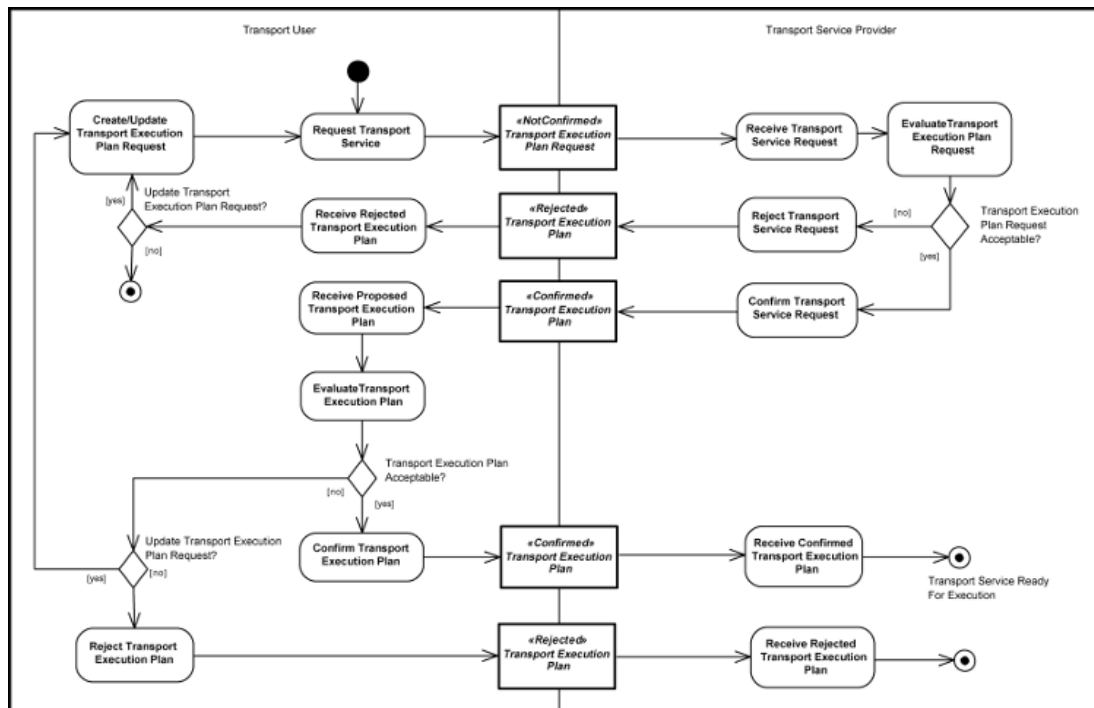 Transport User
Transport Service Provider
Create/Update
Transport Execution
Plan Request
Request Transport
Service
«NotConfirmed»
Transport Execution
Plan Request
Receive Transport
Service Request
EvaluateTransport
Execution Plan
Request
[yes]
Update Transport
Execution Plan Request?
[no]
Receive Rejected
Transport Execution
Plan
«Rejected»
Transport Execution
Plan
Reject Transport
Service Request
[no]
[yes]
Transport Execution
Plan Request
Acceptable?
Receive Proposed
Transport Execution
Plan
«Confirmed»
Transport Execution
Plan
Confirm Transport
Service Request
EvaluateTransport
Execution Plan
Transport Execution Plan
Acceptable?
[no]
[yes]
Update Transport Execution
Plan Request?
[yes]
[no]
Confirm Transport
Execution Plan
«Confirmed»
Transport Execution
Plan
Receive Confirmed
Transport Execution
Plan
Transport Service Ready
For Execution
Reject Transport
Execution Plan
«Rejected»
Transport Execution
Plan
Receive Rejected
Transport Execution
Plan